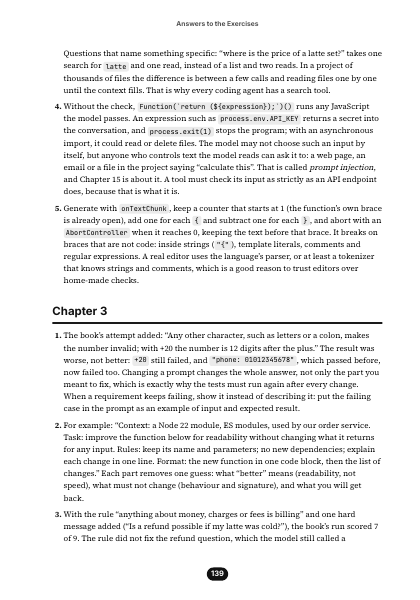 Answers to the Exercises
Questions that name something specific: “where is the price of a latte set?” takes one
search for latte and one read, instead of a list and two reads. In a project of
thousands of files the difference is between a few calls and reading files one by one
until the context fills. That is why every coding agent has a search tool.
4. Without the check, Function(`return (${expression});`)() runs any JavaScript
the model passes. An expression such as process.env.API_KEY returns a secret into
the conversation, and process.exit(1) stops the program; with an asynchronous
import, it could read or delete files. The model may not choose such an input by
itself, but anyone who controls text the model reads can ask it to: a web page, an
email or a file in the project saying “calculate this”. That is called prompt injection,
and Chapter 15 is about it. A tool must check its input as strictly as an API endpoint
does, because that is what it is.
5. Generate with onTextChunk, keep a counter that starts at 1 (the function’s own brace
is already open), add one for each { and subtract one for each }, and abort with an
AbortController when it reaches 0, keeping the text before that brace. It breaks on
braces that are not code: inside strings ("{"), template literals, comments and
regular expressions. A real editor uses the language’s parser, or at least a tokenizer
that knows strings and comments, which is a good reason to trust editors over
home-made checks.
Chapter 3
1. The book’s attempt added: “Any other character, such as letters or a colon, makes
the number invalid; with +20 the number is 12 digits after the plus.” The result was
worse, not better: +20 still failed, and "phone: 01012345678", which passed before,
now failed too. Changing a prompt changes the whole answer, not only the part you
meant to fix, which is exactly why the tests must run again after every change.
When a requirement keeps failing, show it instead of describing it: put the failing
case in the prompt as an example of input and expected result.
2. For example: “Context: a Node 22 module, ES modules, used by our order service.
Task: improve the function below for readability without changing what it returns
for any input. Rules: keep its name and parameters; no new dependencies; explain
each change in one line. Format: the new function in one code block, then the list of
changes.” Each part removes one guess: what “better” means (readability, not
speed), what must not change (behaviour and signature), and what you will get
back.
3. With the rule “anything about money, charges or fees is billing” and one hard
message added (“Is a refund possible if my latte was cold?”), the book’s run scored 7
of 9. The rule did not fix the refund question, which the model still called a
139